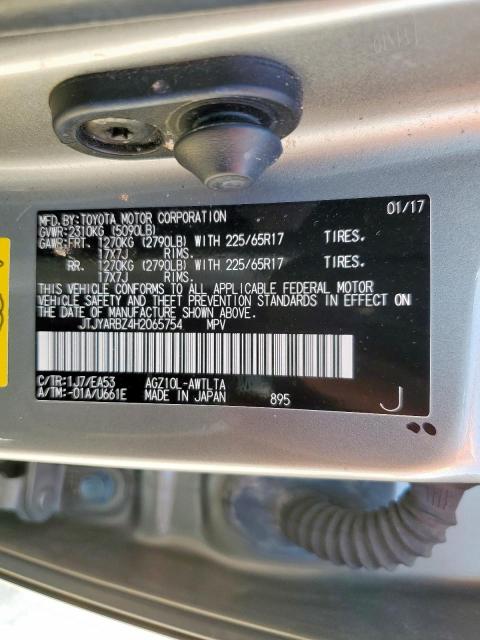 MFD.BY:TOYOTA MOTOR CORPORATION 01/17
GVWR:2310KG (5090LB)
GAWR:FRT. 1270KG (2790LB) WITH 225/65R17 TIRES.
17X7J RIMS.
RR. 1270KG (2790LB) WITH 225/65R17 TIRES.
17X7J RIMS.
THIS VEHICLE CONFORMS TO ALL APPLICABLE FEDERAL MOTOR
VEHICLE SAFETY AND THEFT PREVENTION STANDARDS IN EFFECT ON
THE DATE OF MANUFACTURE SHOWN ABOVE.
JTJYARBZ4H2065754 MPV
C/TR:1J7/EA53 AGZ10L-AWTLTA
A/TM:-01A/U661E MADE IN JAPAN 895 J